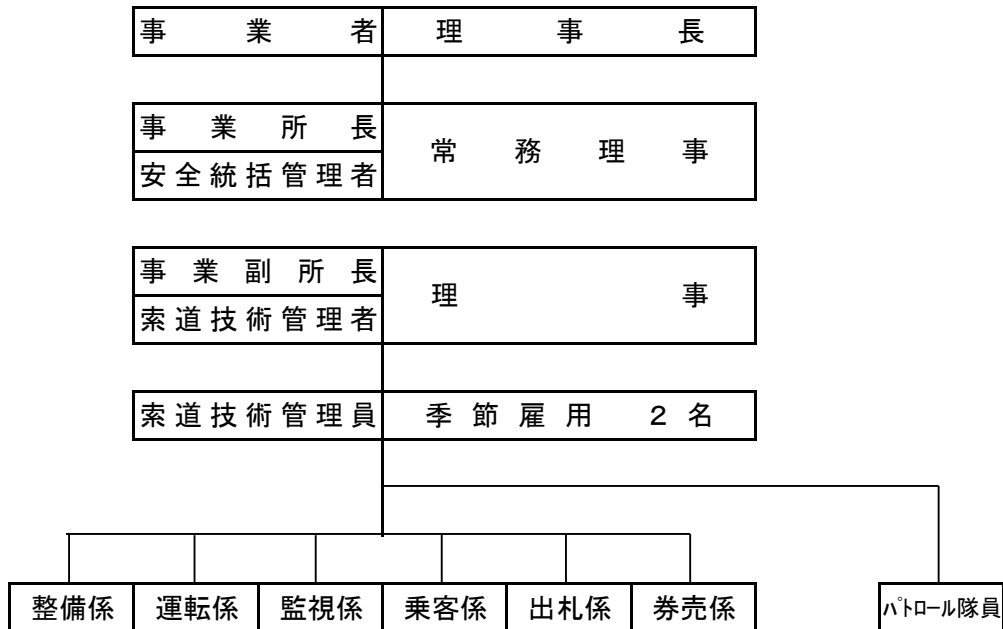 事業者 理事長
事業所長 常務理事
安全統括管理者
事業副所長 理事
索道技術管理者
索道技術管理員 季節雇用 2名
整備係 運転係 監視係 乗客係 出札係 券売係 ﾊﾟﾄﾛｰﾙ隊員